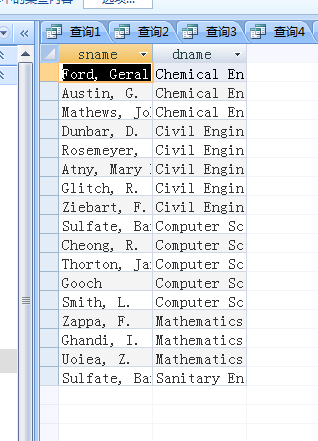 选项...
查询1 查询2 查询3 查询4
sname dname
Ford, Geral Chemical En
Austin, G. Chemical En
Mathews, Jo Chemical En
Dunbar, D. Civil Engin
Rosemeyer, Civil Engin
Atny, Mary Civil Engin
Glitch, R. Civil Engin
Ziebart, F. Civil Engin
Sulfate, Ba Computer Sc
Cheong, R. Computer Sc
Thorton, Ja Computer Sc
Gooch Computer Sc
Smith, L. Computer Sc
Zappa, F. Mathematics
Ghandi, I. Mathematics
Uoiea, Z. Mathematics
Sulfate, Ba Sanitary En